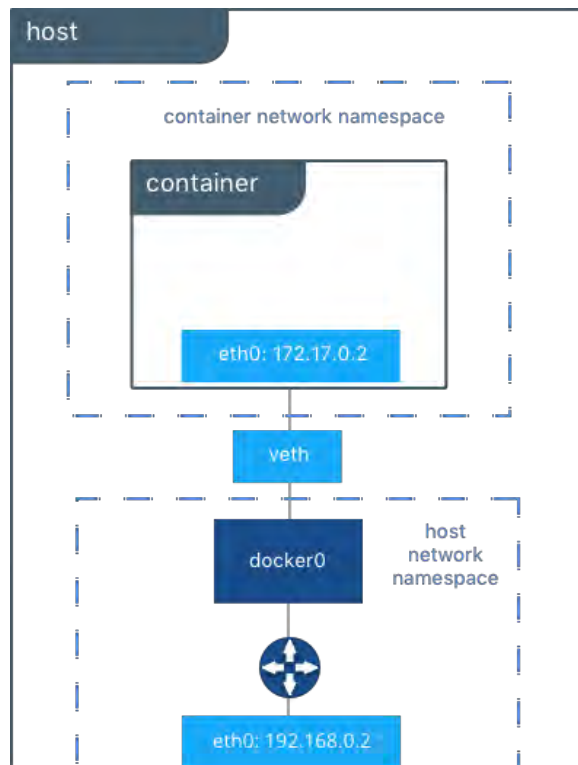 host
container network namespace
container
eth0: 172.17.0.2
veth
docker0
host
network
namespace
eth0: 192.168.0.2